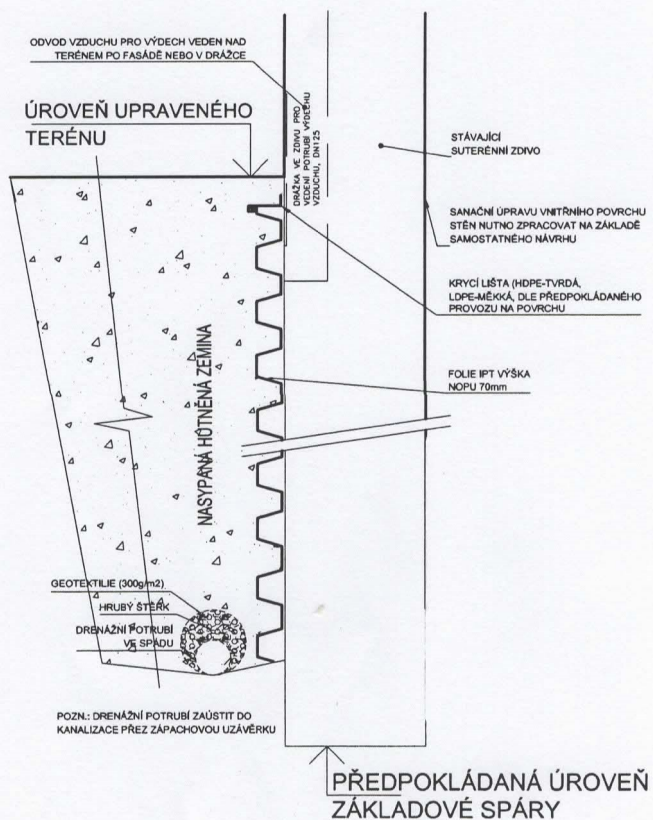 ODVOD VZDUCHU PRO VÝDECH VEDEN NAD
TERÉNEM PO FASÁDĚ NEBO V DRÁŽCE
ÚROVEŇ UPRAVENÉHO
TERÉNU
DRÁŽKA VE ZDIVU PRO
VEDENÍ POTRUBÍ VÝDECHU
VZDUCHU, DN125
STÁVAJÍCÍ
SUTERÉNNÍ ZDIVO
SANAČNÍ ÚPRAVU VNITŘNÍHO POVRCHU
STĚN NUTNO ZPRACOVAT NA ZÁKLADĚ
SAMOSTATNÉHO NÁVRHU
KRYCÍ LIŠTA (HDPE-TVRDÁ,
LDPE-MĚKKÁ, DLE PŘEDPOKLÁDANÉHO
PROVOZU NA POVRCHU
FOLIE IPT VÝŠKA
NOPU 70mm
NASYPANÁ HŮTNĚNÁ ZEMINA
GEOTEKTILIE (300g/m2)
HRUBÝ ŠTĚRK
DRENÁŽNÍ POTRUBÍ
VE SPÁDU
POZN.: DRENÁŽNÍ POTRUBÍ ZAÚSTIT DO
KANALIZACE PŘEZ ZÁPACHOVOU UZÁVĚRKU
PŘEDPOKLÁDANÁ ÚROVEŇ
ZÁKLADOVÉ SPÁRY